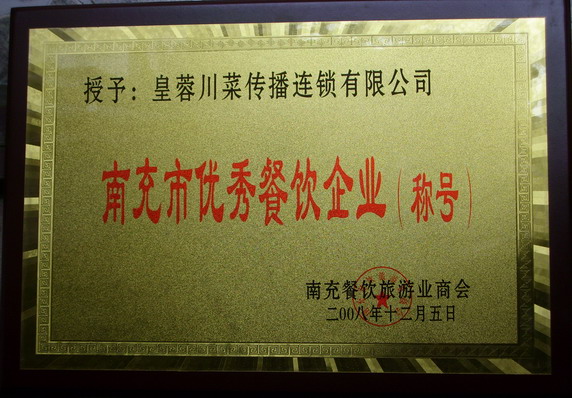 授予：皇蓉川菜传播连锁有限公司
南充市优秀餐饮企业（称号）
南充餐饮旅游业商会
二00八年十二月五日